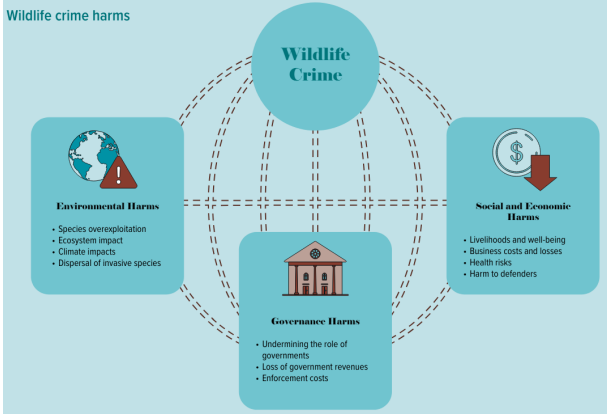 Wildlife crime harms
Wildlife
Crime
Environmental Harms
• Species overexploitation
• Ecosystem impact
• Climate impacts
• Dispersal of invasive species
Governance Harms
• Undermining the role of
governments
• Loss of government revenues
• Enforcement costs
Social and Economic
Harms
• Livelihoods and well-being
• Business costs and losses
• Health risks
• Harm to defenders
$
!